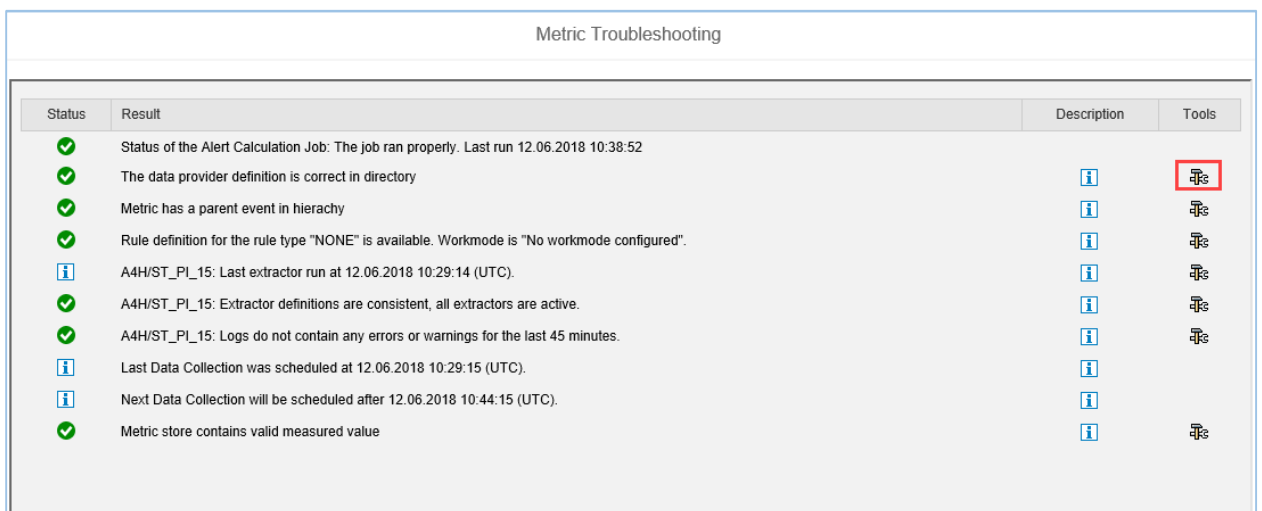 Metric Troubleshooting
Status Result Description Tools
Status of the Alert Calculation Job: The job ran properly. Last run 12.06.2018 10:38:52
The data provider definition is correct in directory
Metric has a parent event in hierachy
Rule definition for the rule type "NONE" is available. Workmode is "No workmode configured".
A4H/ST_PI_15: Last extractor run at 12.06.2018 10:29:14 (UTC).
A4H/ST_PI_15: Extractor definitions are consistent, all extractors are active.
A4H/ST_PI_15: Logs do not contain any errors or warnings for the last 45 minutes.
Last Data Collection was scheduled at 12.06.2018 10:29:15 (UTC).
Next Data Collection will be scheduled after 12.06.2018 10:44:15 (UTC).
Metric store contains valid measured value